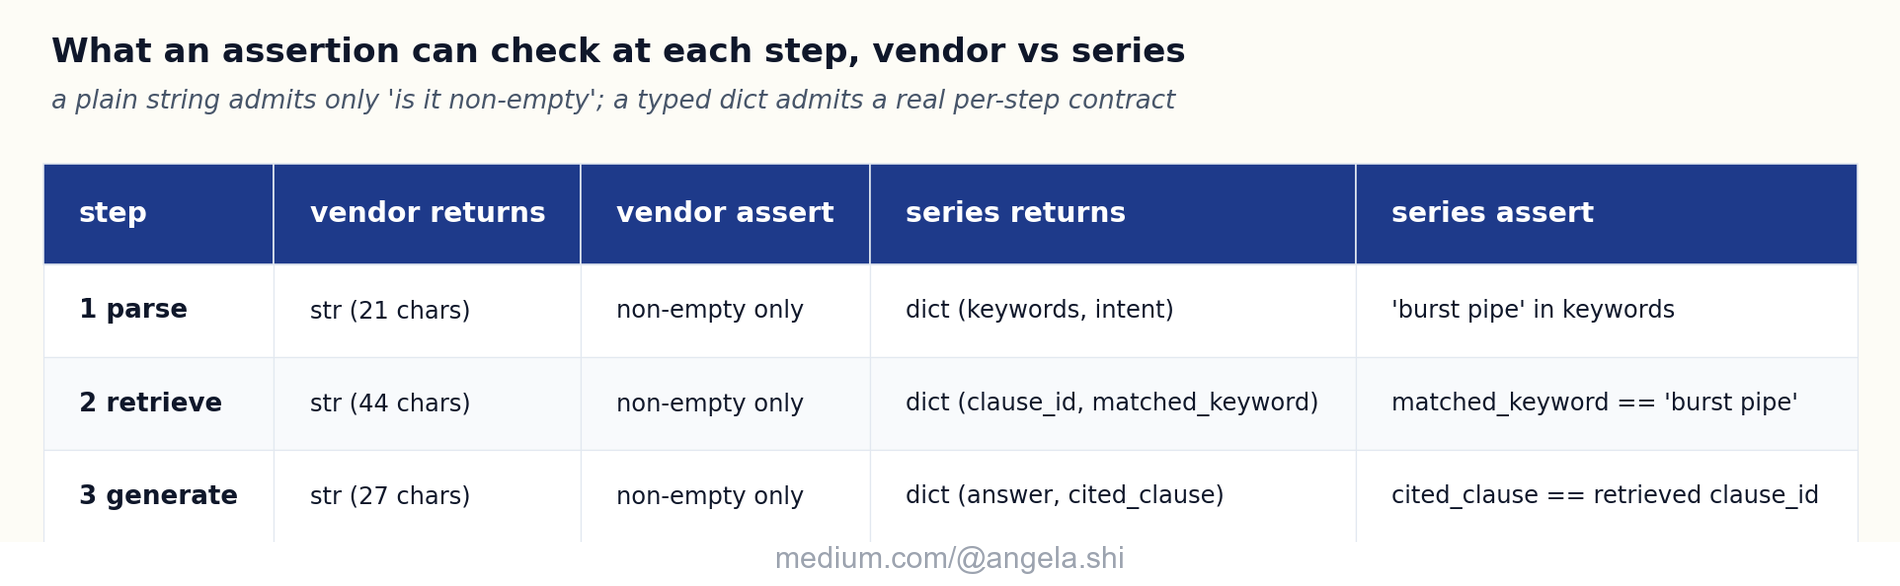 What an assertion can check at each step, vendor vs series
a plain string admits only 'is it non-empty'; a typed dict admits a real per-step contract
step vendor returns vendor assert series returns series assert
1 parse str (21 chars) non-empty only dict (keywords, intent) 'burst pipe' in keywords
2 retrieve str (44 chars) non-empty only dict (clause_id, matched_keyword) matched_keyword == 'burst pipe'
3 generate str (27 chars) non-empty only dict (answer, cited_clause) cited_clause == retrieved clause_id
medium.com/@angela.shi